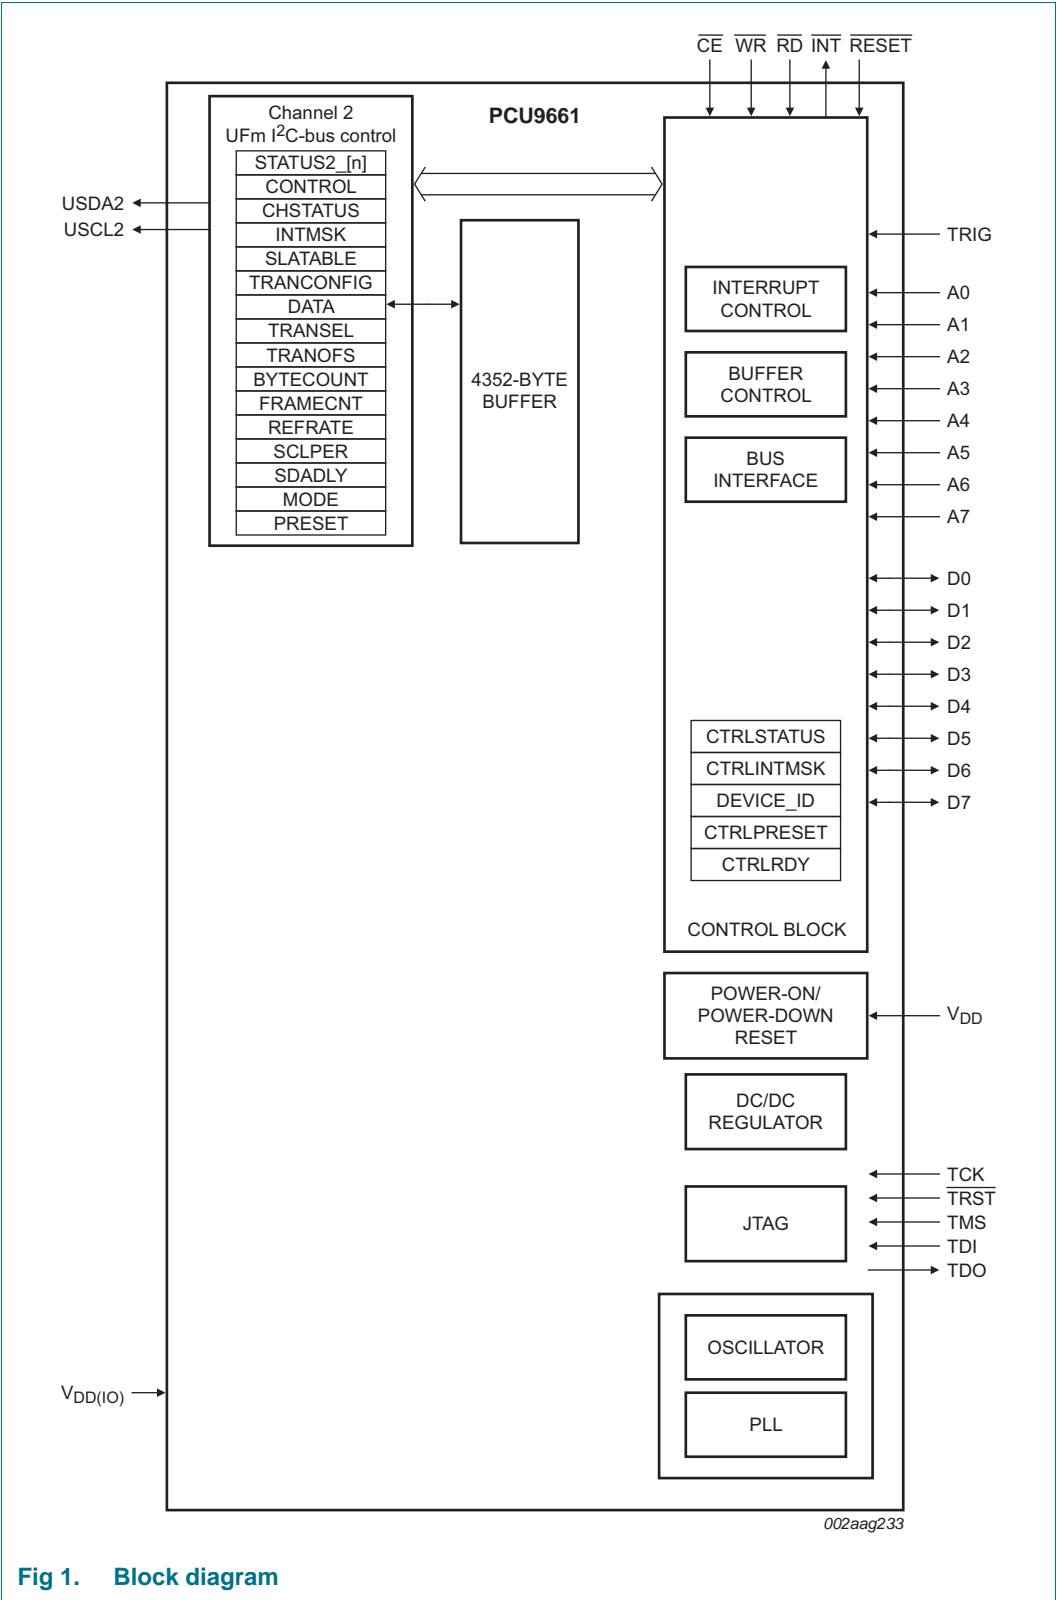 CE WR RD INT RESET
PCU9661
Channel 2
UFm I2C-bus control
STATUS2_[n]
CONTROL
CHSTATUS
INTMSK
SLATABLE
TRANCONFIG
DATA
TRANSEL
TRANOFS
BYTECOUNT
FRAMECNT
REFRATE
SCLPER
SDADLY
MODE
PRESET
USDA2
USCL2
4352-BYTE
BUFFER
INTERRUPT
CONTROL
BUFFER
CONTROL
BUS
INTERFACE
CTRLSTATUS
CTRLINTMSK
DEVICE_ID
CTRLPRESET
CTRLRDY
CONTROL BLOCK
TRIG
A0
A1
A2
A3
A4
A5
A6
A7
D0
D1
D2
D3
D4
D5
D6
D7
POWER-ON/
POWER-DOWN
RESET
VDD
DC/DC
REGULATOR
JTAG
TCK
TRST
TMS
TDI
TDO
OSCILLATOR
PLL
VDD(IO)
002aag233
Fig 1. Block diagram